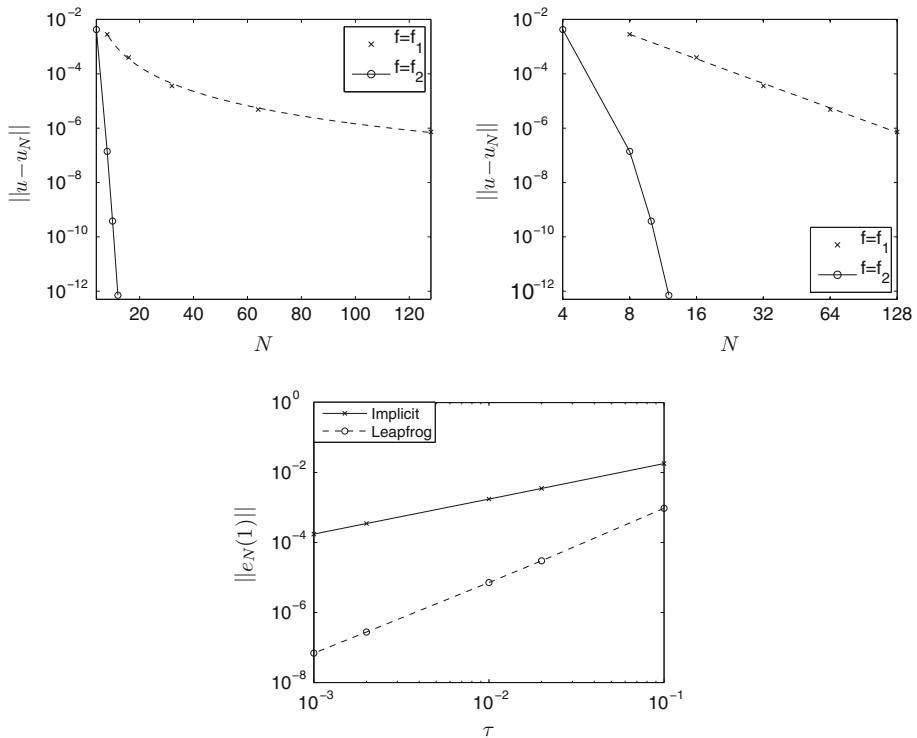 10^{-2}
10^{-4}
10^{-6}
10^{-8}
10^{-10}
10^{-12}
||u−u_N||
f=f_1
f=f_2
20 40 60 80 100 120
N
10^{-2}
10^{-4}
10^{-6}
10^{-8}
10^{-10}
10^{-12}
||u−u_N||
f=f_1
f=f_2
4 8 16 32 64 128
N
10^0
10^{-2}
10^{-4}
10^{-6}
10^{-8}
||e_N(1)||
Implicit
Leapfrog
10^{-3} 10^{-2} 10^{-1}
τ